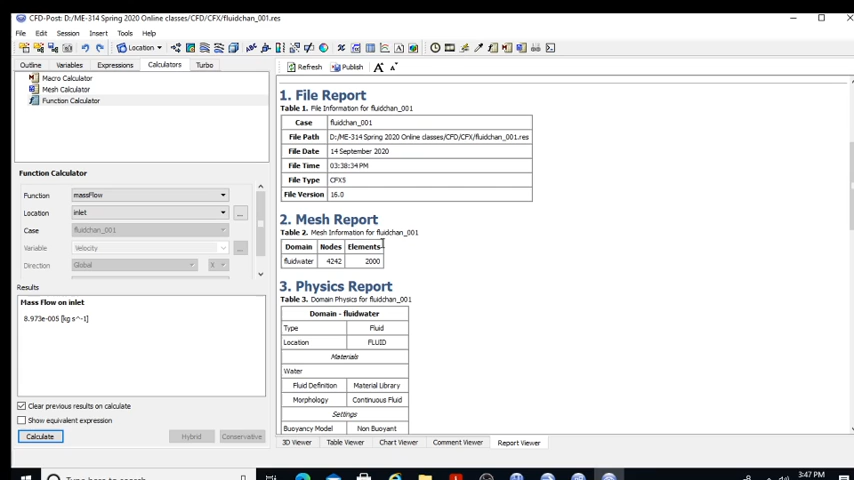 CFD-Post: D:/ME-314 Spring 2020 Online classes/CFD/CFX/fluidchan_001.res
File Edit Session Insert Tools Help
Location
Outline Variables Expressions Calculators Turbo
Macro Calculator
Mesh Calculator
Function Calculator
Function Calculator
Function massFlow
Location inlet ...
Case fluidchan_001
Variable Velocity ...
Direction Global X
Results
Mass Flow on inlet
8.973e-005 [kg s^-1]
Clear previous results on calculate
Show equivalent expression
Calculate Hybrid Conservative
Refresh Publish A A
1. File Report
Table 1. File Information for fluidchan_001
Case fluidchan_001
File Path D:/ME-314 Spring 2020 Online classes/CFD/CFX/fluidchan_001.res
File Date 14 September 2020
File Time 03:38:34 PM
File Type CFX5
File Version 16.0
2. Mesh Report
Table 2. Mesh Information for fluidchan_001
Domain Nodes Elements
fluidwater 4242 2000
3. Physics Report
Table 3. Domain Physics for fluidchan_001
Domain - fluidwater
Type Fluid
Location FLUID
Materials
Water
Fluid Definition Material Library
Morphology Continuous Fluid
Settings
Buoyancy Model Non Buoyant
3D Viewer Table Viewer Chart Viewer Comment Viewer Report Viewer
Type here to search
3:47 PM